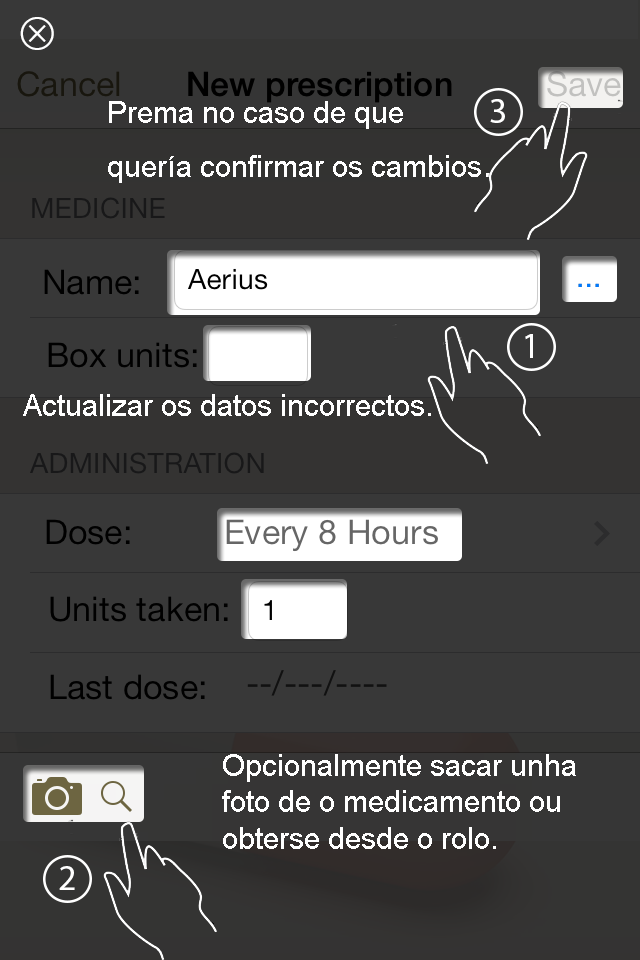 Cancel New prescription Save
Prema no caso de que 3
quería confirmar os cambios.
MEDICINE
Name: Aerius ...
Box units: 1
Actualizar os datos incorrectos.
ADMINISTRATION
Dose: Every 8 Hours
Units taken: 1
Last dose: --/---/----
Opcionalmente sacar unha
foto de o medicamento ou
obterse desde o rolo.
2